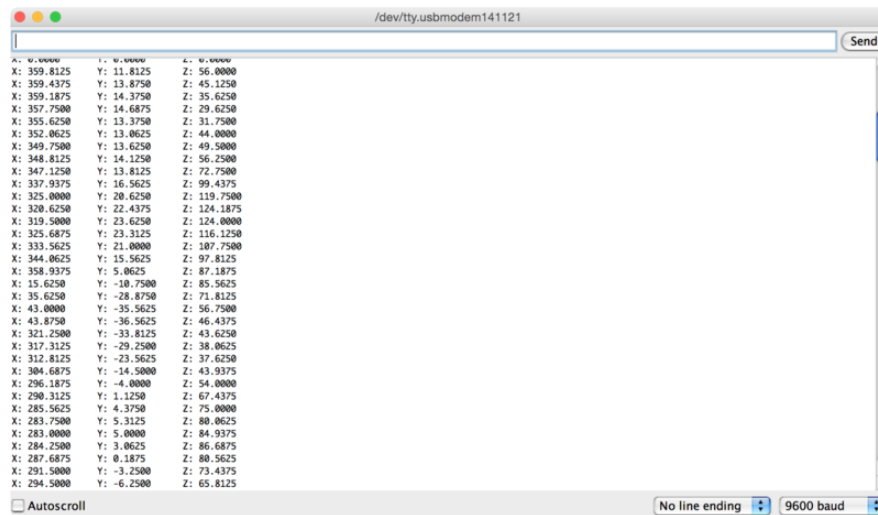 /dev/tty.usbmodem141121
Send
X: 0.0000 Y: 0.0000 Z: 0.0000
X: 359.8125 Y: 11.8125 Z: 56.0000
X: 359.4375 Y: 13.8750 Z: 45.1250
X: 359.1875 Y: 14.3750 Z: 35.6250
X: 357.7500 Y: 14.6875 Z: 29.6250
X: 355.6250 Y: 13.3750 Z: 31.7500
X: 352.0625 Y: 13.0625 Z: 44.0000
X: 349.7500 Y: 13.6250 Z: 49.5000
X: 348.8125 Y: 14.1250 Z: 56.2500
X: 347.1250 Y: 13.8125 Z: 72.7500
X: 337.9375 Y: 16.5625 Z: 99.4375
X: 325.0000 Y: 20.6250 Z: 119.7500
X: 320.6250 Y: 22.4375 Z: 124.1875
X: 319.5000 Y: 23.6250 Z: 124.0000
X: 325.6875 Y: 23.3125 Z: 116.1250
X: 333.5625 Y: 21.0000 Z: 107.7500
X: 344.0625 Y: 15.5625 Z: 97.8125
X: 358.9375 Y: 5.0625 Z: 87.1875
X: 15.6250 Y: -10.7500 Z: 85.5625
X: 35.6250 Y: -28.8750 Z: 71.8125
X: 43.0000 Y: -35.5625 Z: 56.7500
X: 43.8750 Y: -36.5625 Z: 46.4375
X: 321.2500 Y: -33.8125 Z: 43.6250
X: 317.3125 Y: -29.2500 Z: 38.0625
X: 312.8125 Y: -23.5625 Z: 37.6250
X: 304.6875 Y: -14.5000 Z: 43.9375
X: 296.1875 Y: -4.0000 Z: 54.0000
X: 290.3125 Y: 1.1250 Z: 67.4375
X: 285.5625 Y: 4.3750 Z: 75.0000
X: 283.7500 Y: 5.3125 Z: 80.0625
X: 283.0000 Y: 5.0000 Z: 84.9375
X: 284.2500 Y: 3.0625 Z: 86.6875
X: 287.6875 Y: 0.1875 Z: 80.5625
X: 291.5000 Y: -3.2500 Z: 73.4375
X: 294.5000 Y: -6.2500 Z: 65.8125
Autoscroll No line ending 9600 baud